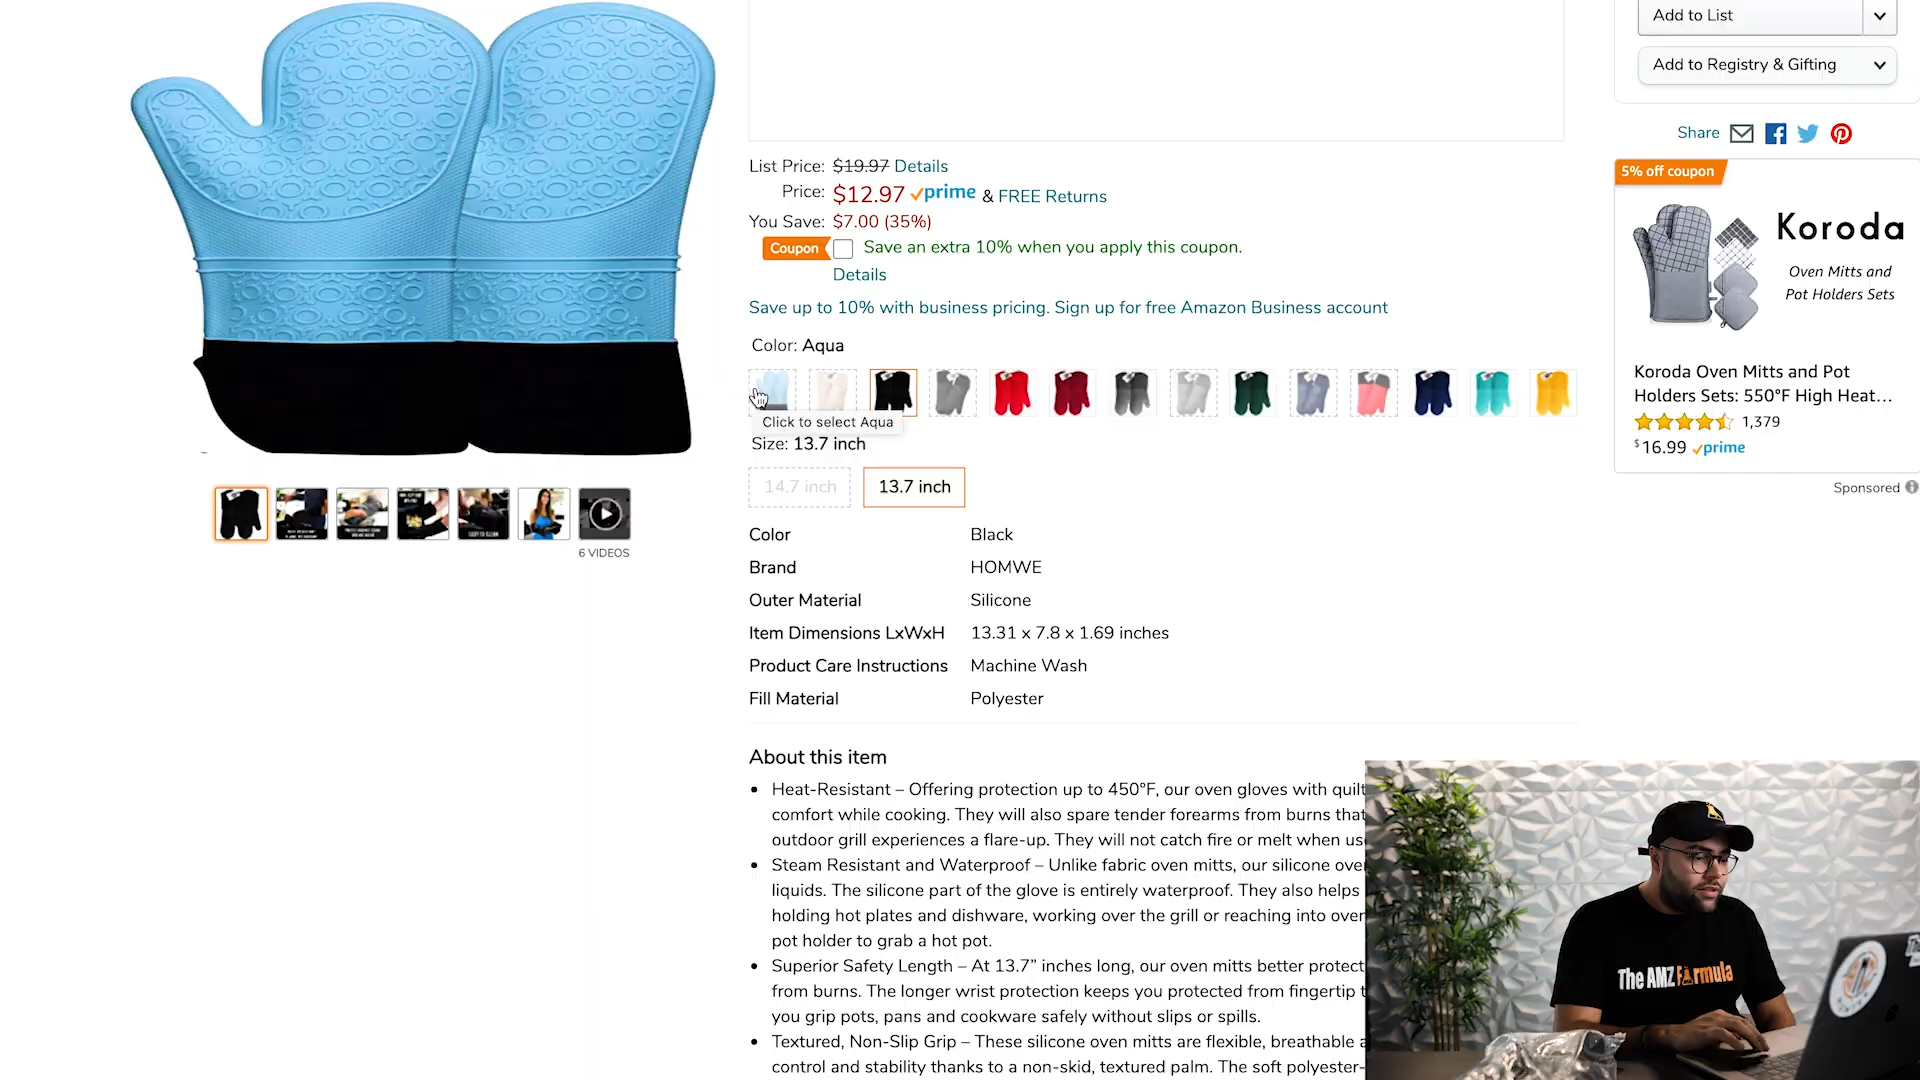 Add to List
Add to Registry & Gifting
Share
List Price: $19.97 Details
Price: $12.97 prime & FREE Returns
You Save: $7.00 (35%)
Coupon Save an extra 10% when you apply this coupon.
Details
Save up to 10% with business pricing. Sign up for free Amazon Business account
Color: Aqua
Click to select Aqua
Size: 13.7 inch
14.7 inch
13.7 inch
6 VIDEOS
Color Black
Brand HOMWE
Outer Material Silicone
Item Dimensions LxWxH 13.31 x 7.8 x 1.69 inches
Product Care Instructions Machine Wash
Fill Material Polyester
About this item
Heat-Resistant – Offering protection up to 450°F, our oven gloves with quilt
comfort while cooking. They will also spare tender forearms from burns that
outdoor grill experiences a flare-up. They will not catch fire or melt when us
Steam Resistant and Waterproof – Unlike fabric oven mitts, our silicone ove
liquids. The silicone part of the glove is entirely waterproof. They also helps
holding hot plates and dishware, working over the grill or reaching into over
pot holder to grab a hot pot.
Superior Safety Length – At 13.7” inches long, our oven mitts better protect
from burns. The longer wrist protection keeps you protected from fingertip t
you grip pots, pans and cookware safely without slips or spills.
Textured, Non-Slip Grip – These silicone oven mitts are flexible, breathable a
control and stability thanks to a non-skid, textured palm. The soft polyester-
5% off coupon
Koroda
Oven Mitts and
Pot Holders Sets
Koroda Oven Mitts and Pot
Holders Sets: 550°F High Heat...
1,379
$16.99 prime
Sponsored
The AMZ Formula